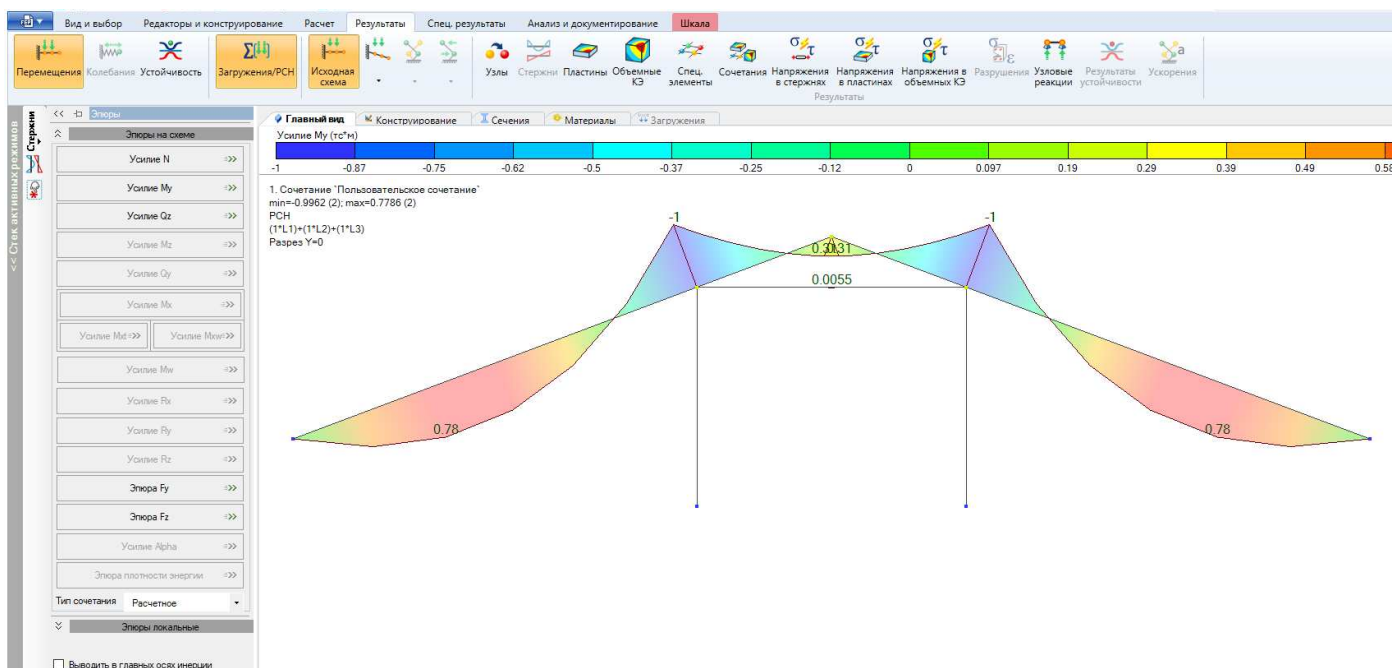 Вид и выбор Редакторы и конструирование Расчет Результаты Спец. результаты Анализ и документирование Шкала
Перемещения Колебания Устойчивость Загружения/РСН Исходная схема Узлы Стержни Пластины Объемные КЭ Спец. элементы Сочетания Напряжения в стержнях Напряжения в пластинах Напряжения в объемных КЭ Разрушения Узловые реакции Результаты устойчивости Ускорения
Результаты
<< Стек активных режимов
Стержни
<< Эпюры
Эпюры на схеме
Усилие N
Усилие My
Усилие Qz
Усилие Mz
Усилие Qy
Усилие Mx
Усилие Mxt Усилие Mxw
Усилие Mw
Усилие Rx
Усилие Ry
Усилие Rz
Эпюра Fy
Эпюра Fz
Усилие Alpha
Эпюра плотности энергии
Тип сочетания Расчетное
Эпюры локальные
Выводить в главных осях инерции
Главный вид Конструирование Сечения Материалы Загружения
Усилие My (тс*м)
-1 -0.87 -0.75 -0.62 -0.5 -0.37 -0.25 -0.12 0 0.097 0.19 0.29 0.39 0.49 0.58
1. Сочетание "Пользовательское сочетание"
min=-0.9962 (2); max=0.7786 (2)
РСН
(1*L1)+(1*L2)+(1*L3)
Разрез Y=0
-1 -1
0.31 0.31
0.0055
0.78 0.78